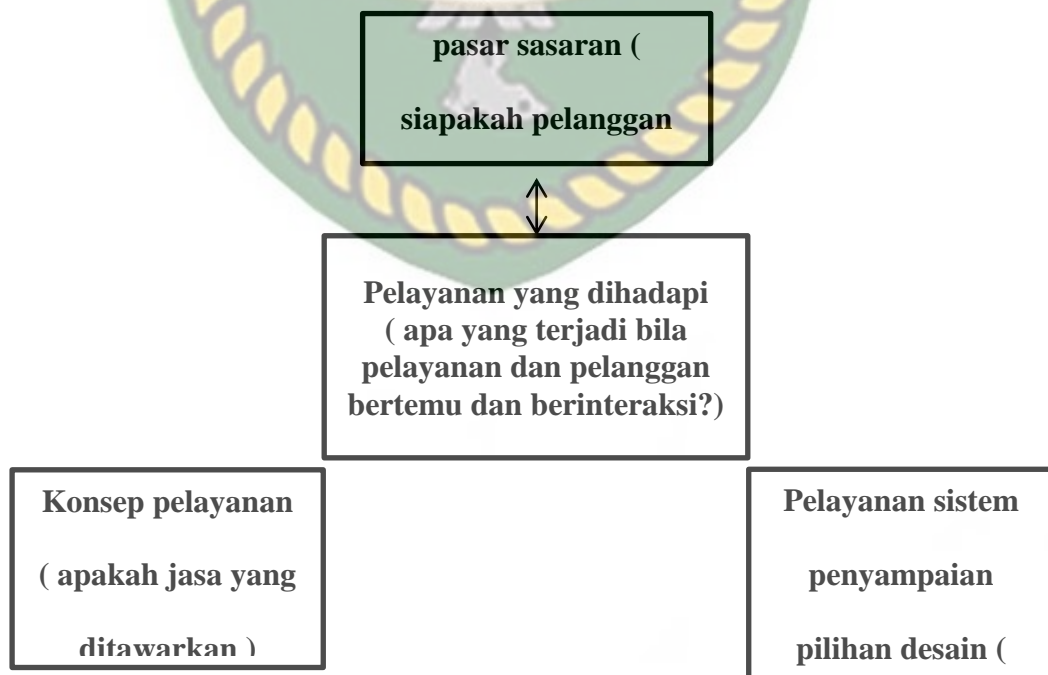 pasar sasaran (
siapakah pelanggan
Pelayanan yang dihadapi
( apa yang terjadi bila
pelayanan dan pelanggan
bertemu dan berinteraksi?)
Konsep pelayanan
( apakah jasa yang
ditawarkan )
Pelayanan sistem
penyampaian
pilihan desain (